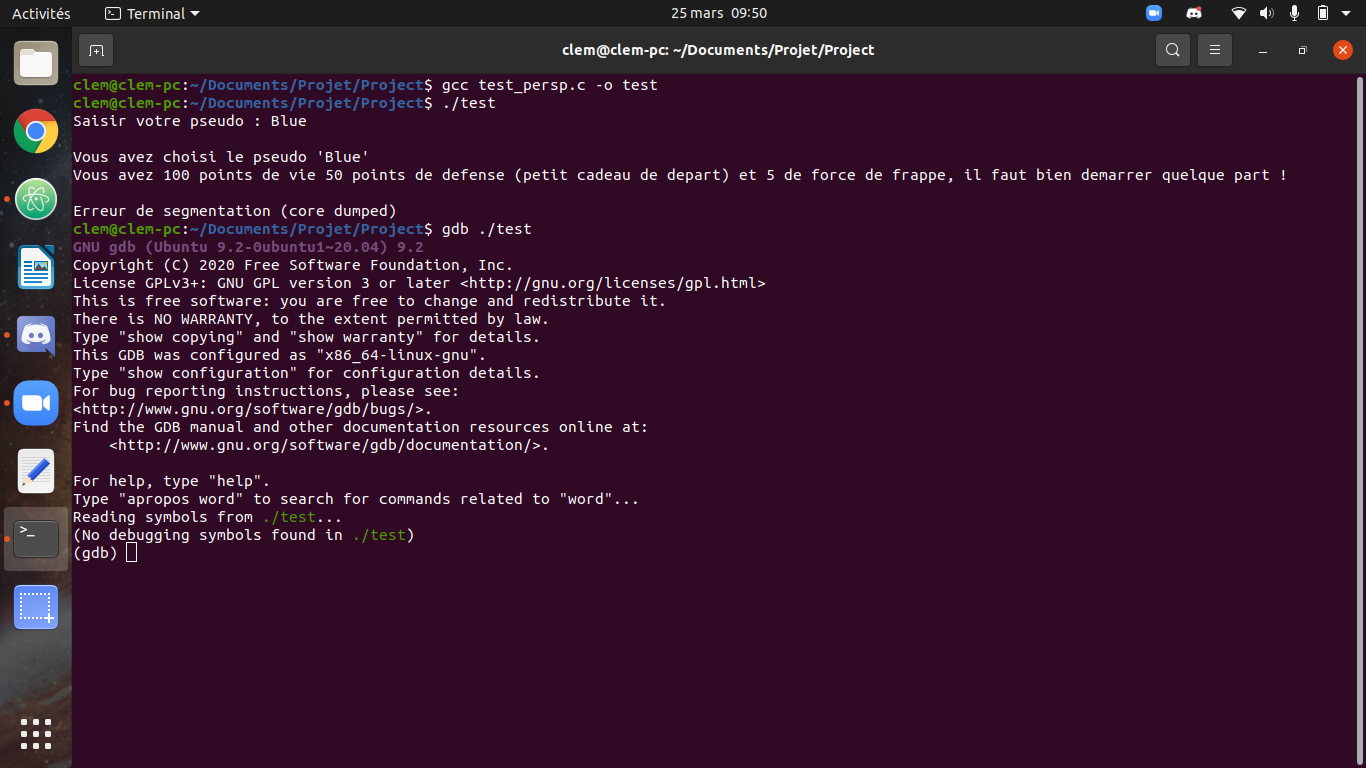 Activités
Terminal
25 mars 09:50
clem@clem-pc: ~/Documents/Projet/Project
clem@clem-pc:~/Documents/Projet/Project$ gcc test_persp.c -o test
clem@clem-pc:~/Documents/Projet/Project$ ./test
Saisir votre pseudo : Blue
Vous avez choisi le pseudo 'Blue'
Vous avez 100 points de vie 50 points de defense (petit cadeau de depart) et 5 de force de frappe, il faut bien demarrer quelque part !
Erreur de segmentation (core dumped)
clem@clem-pc:~/Documents/Projet/Project$ gdb ./test
GNU gdb (Ubuntu 9.2-0ubuntu1~20.04) 9.2
Copyright (C) 2020 Free Software Foundation, Inc.
License GPLv3+: GNU GPL version 3 or later <http://gnu.org/licenses/gpl.html>
This is free software: you are free to change and redistribute it.
There is NO WARRANTY, to the extent permitted by law.
Type "show copying" and "show warranty" for details.
This GDB was configured as "x86_64-linux-gnu".
Type "show configuration" for configuration details.
For bug reporting instructions, please see:
<http://www.gnu.org/software/gdb/bugs/>.
Find the GDB manual and other documentation resources online at:
    <http://www.gnu.org/software/gdb/documentation/>.
For help, type "help".
Type "apropos word" to search for commands related to "word"...
Reading symbols from ./test...
(No debugging symbols found in ./test)
(gdb)